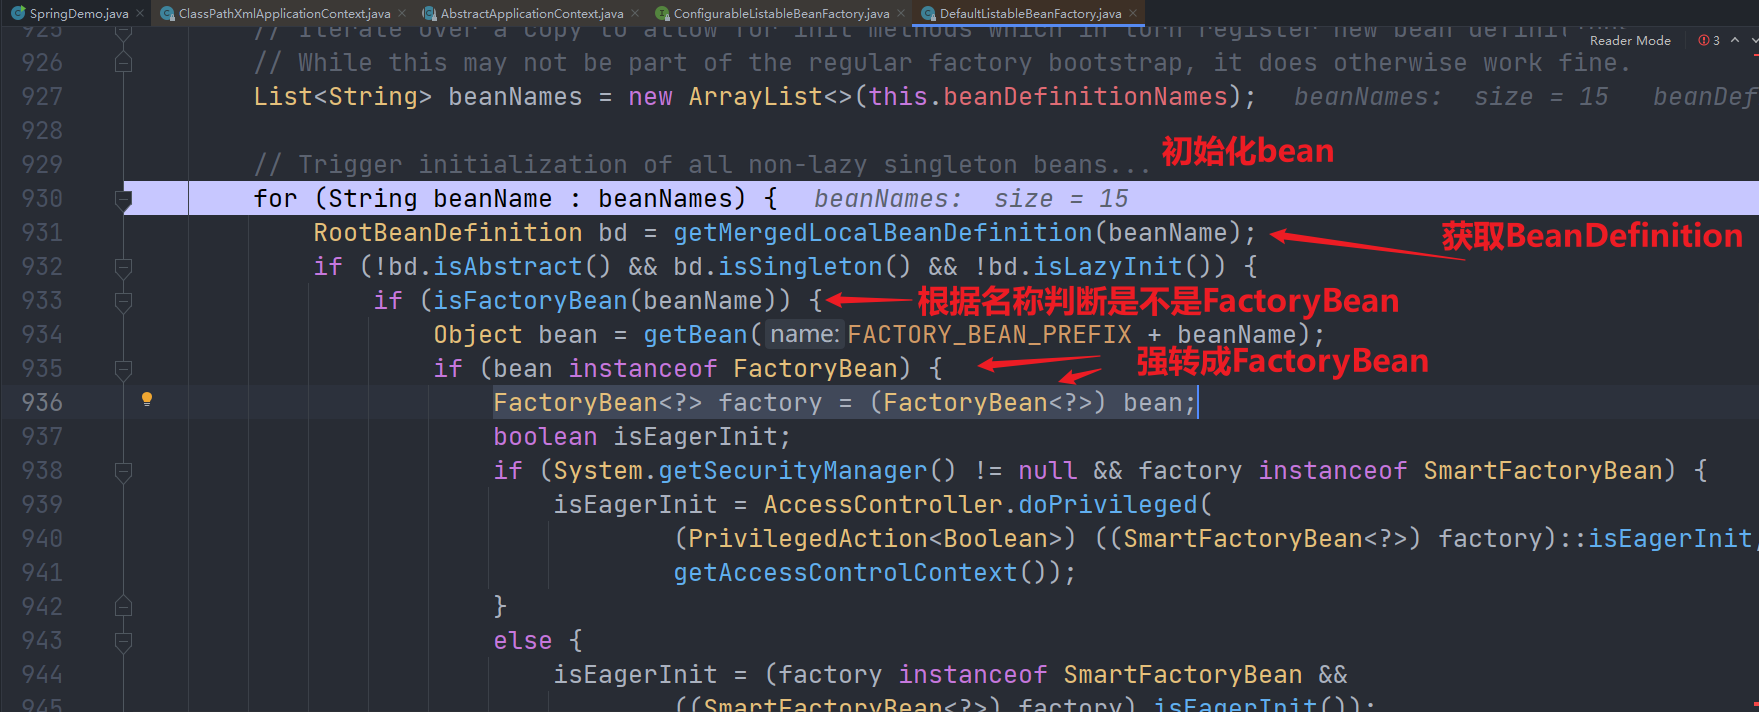 SpringDemo.java × ClassPathXmlApplicationContext.java × AbstractApplicationContext.java × ConfigurableListableBeanFactory.java × DefaultListableBeanFactory.java ×
925 // Iterate over a copy to allow for init methods which in turn register new bean definitions.
Reader Mode 3
926 // While this may not be part of the regular factory bootstrap, it does otherwise work fine.
927 List<String> beanNames = new ArrayList<>(this.beanDefinitionNames); beanNames: size = 15 beanDef
928
929 // Trigger initialization of all non-lazy singleton beans... 初始化bean
930 for (String beanName : beanNames) { beanNames: size = 15
931 RootBeanDefinition bd = getMergedLocalBeanDefinition(beanName); 获取BeanDefinition
932 if (!bd.isAbstract() && bd.isSingleton() && !bd.isLazyInit()) {
933 if (isFactoryBean(beanName)) { 根据名称判断是不是FactoryBean
934 Object bean = getBean( name: FACTORY_BEAN_PREFIX + beanName);
935 if (bean instanceof FactoryBean) { 强转成FactoryBean
936 FactoryBean<?> factory = (FactoryBean<?>) bean;
937 boolean isEagerInit;
938 if (System.getSecurityManager() != null && factory instanceof SmartFactoryBean) {
939 isEagerInit = AccessController.doPrivileged(
940 (PrivilegedAction<Boolean>) ((SmartFactoryBean<?>) factory)::isEagerInit,
941 getAccessControlContext());
942 }
943 else {
944 isEagerInit = (factory instanceof SmartFactoryBean &&
945 ((SmartFactoryBean<?>) factory).isEagerInit());